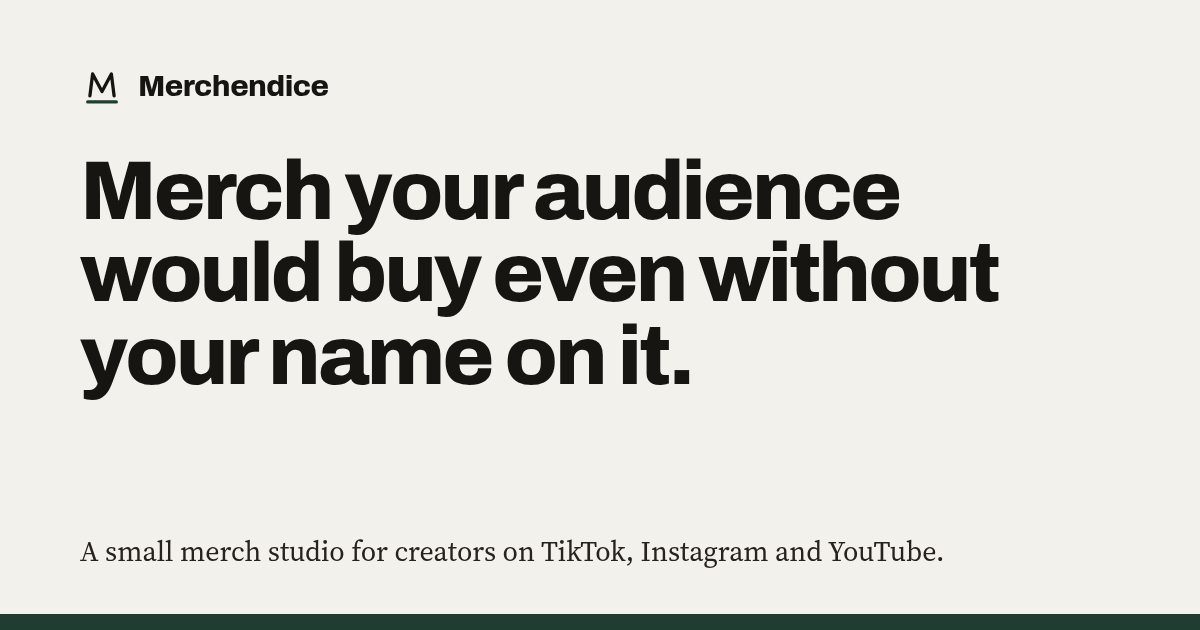 M Merchendice
Merch your audience
would buy even without
your name on it.
A small merch studio for creators on TikTok, Instagram and YouTube.